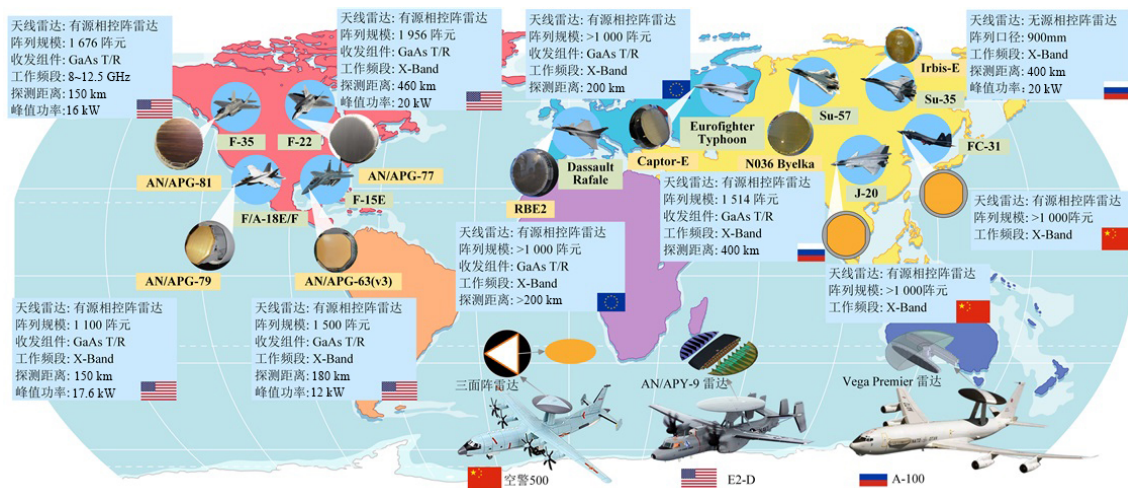 天线雷达: 有源相控阵雷达
阵列规模: 1 676 阵元
收发组件: GaAs T/R
工作频段: 8~12.5 GHz
探测距离: 150 km
峰值功率: 16 kW
天线雷达: 有源相控阵雷达
阵列规模: 1 956 阵元
收发组件: GaAs T/R
工作频段: X-Band
探测距离: 460 km
峰值功率: 20 kW
天线雷达: 有源相控阵雷达
阵列规模: >1 000 阵元
收发组件: GaAs T/R
工作频段: X-Band
探测距离: 200 km
天线雷达: 无源相控阵雷达
阵列口径: 900mm
工作频段: X-Band
探测距离: 400 km
峰值功率: 20 kW
Irbis-E
F-35
F-22
AN/APG-81
AN/APG-77
F/A-18E/F
F-15E
AN/APG-79
AN/APG-63(v3)
Dassault
Rafale
RBE2
Captor-E
Eurofighter
Typhoon
Su-57
N036 Byelka
Su-35
J-20
FC-31
天线雷达: 有源相控阵雷达
阵列规模: 1 514 阵元
收发组件: GaAs T/R
工作频段: X-Band
探测距离: 400 km
天线雷达: 有源相控阵雷达
阵列规模: >1 000阵元
工作频段: X-Band
天线雷达: 有源相控阵雷达
阵列规模: >1 000 阵元
收发组件: GaAs T/R
工作频段: X-Band
探测距离: >200 km
天线雷达: 有源相控阵雷达
阵列规模: >1 000阵元
工作频段: X-Band
天线雷达: 有源相控阵雷达
阵列规模: 1 100 阵元
收发组件: GaAs T/R
工作频段: X-Band
探测距离: 150 km
峰值功率: 17.6 kW
天线雷达: 有源相控阵雷达
阵列规模: 1 500 阵元
收发组件: GaAs T/R
工作频段: X-Band
探测距离: 180 km
峰值功率: 12 kW
三面阵雷达
AN/APY-9 雷达
Vega Premier 雷达
空警500
E2-D
A-100